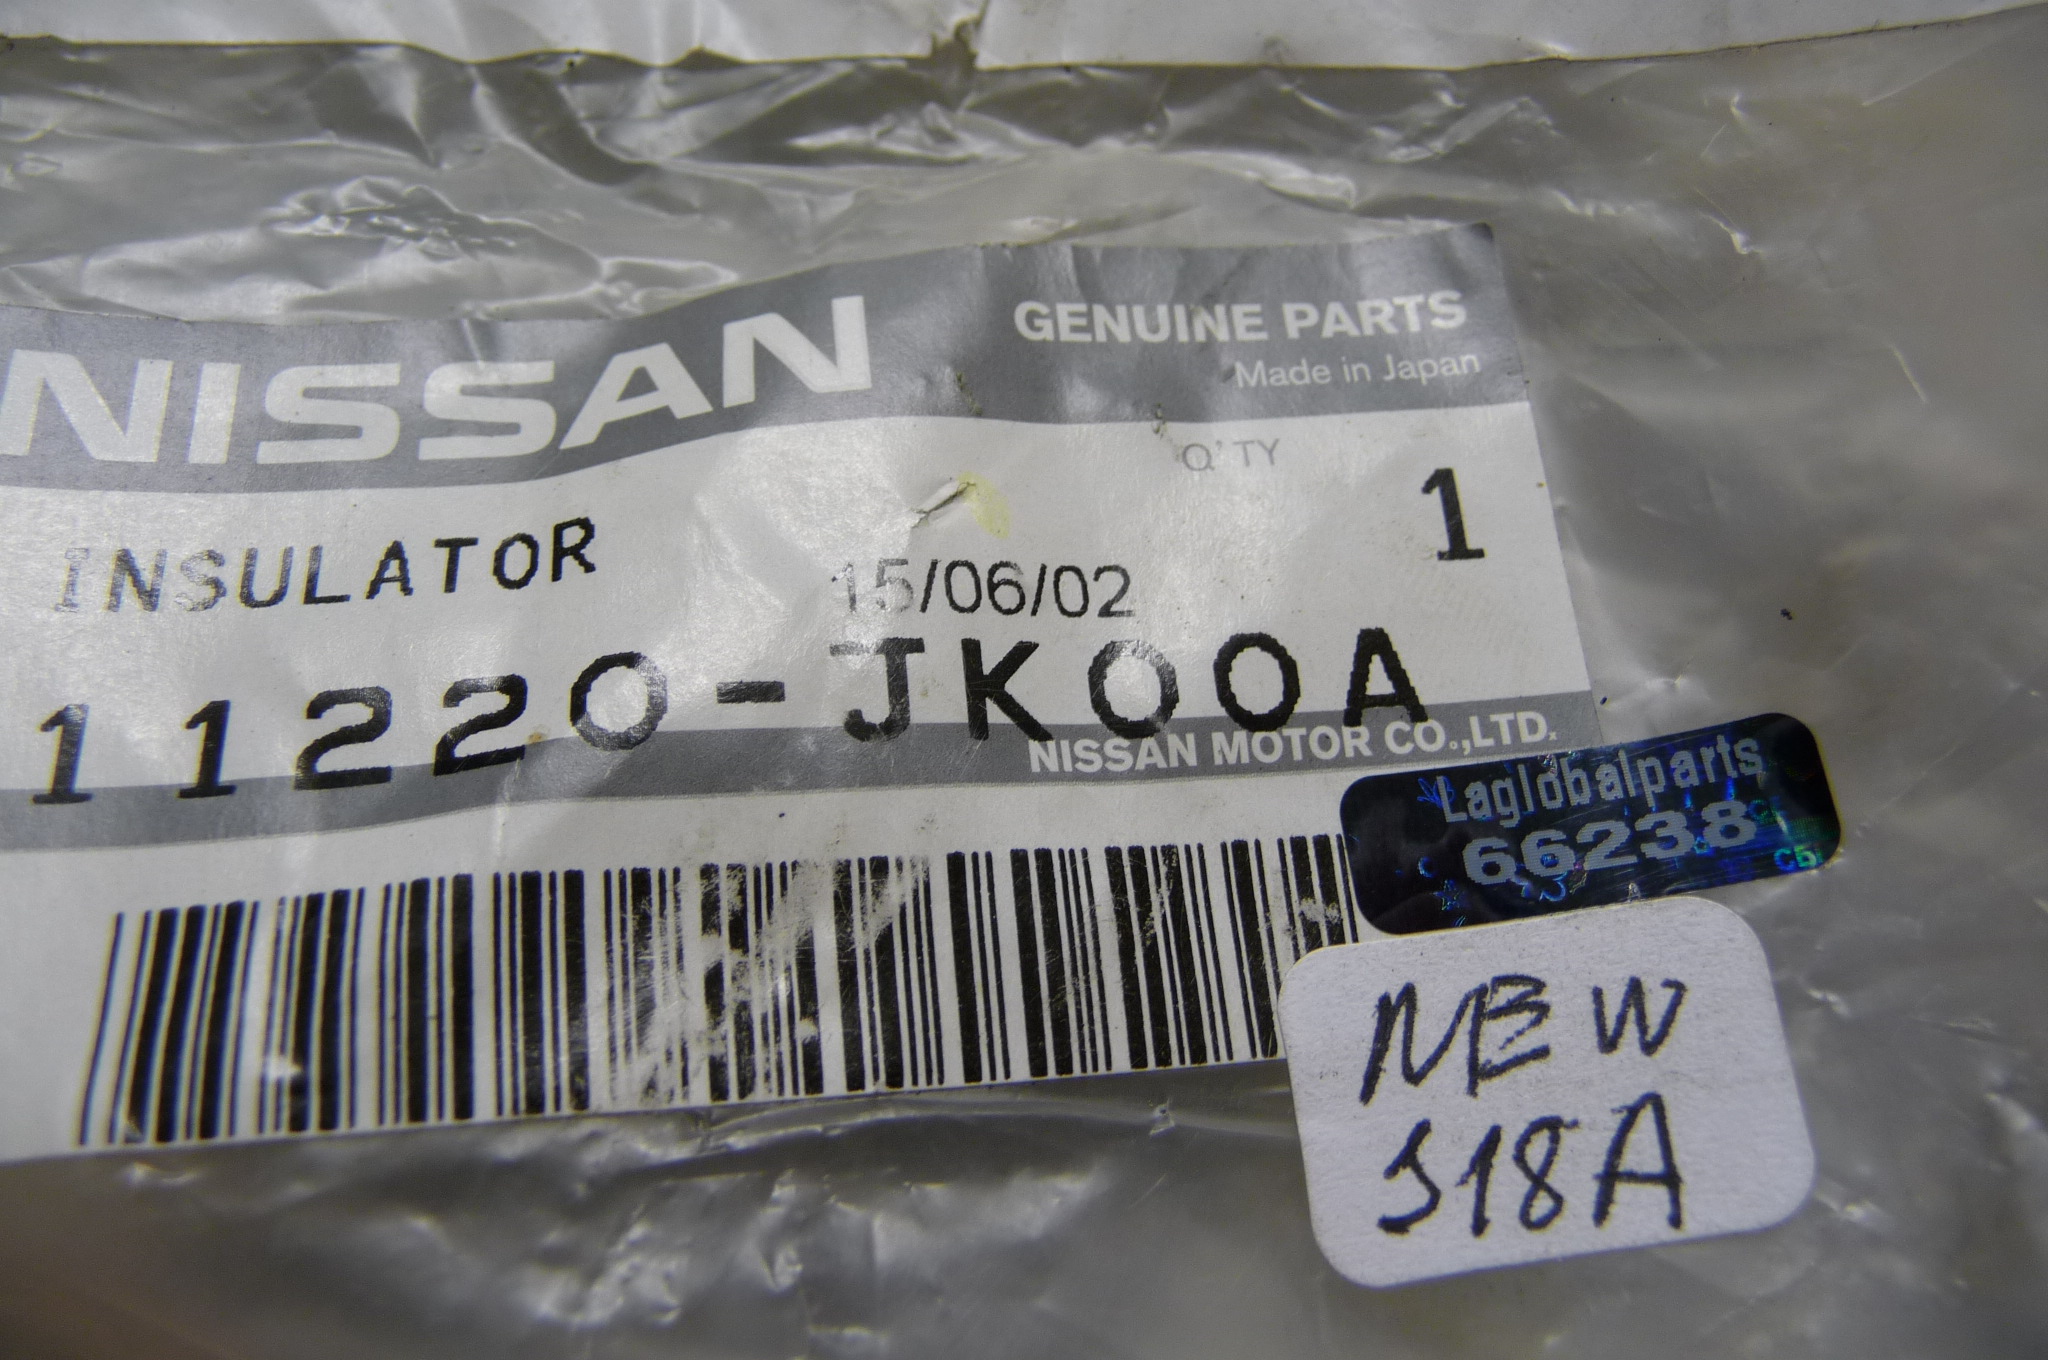 NISSAN
GENUINE PARTS
Made in Japan
Q'TY
1
INSULATOR
15/06/02
11220-JK00A
NISSAN MOTOR CO.,LTD.
Laglobalparts
66238
NEW
J18A